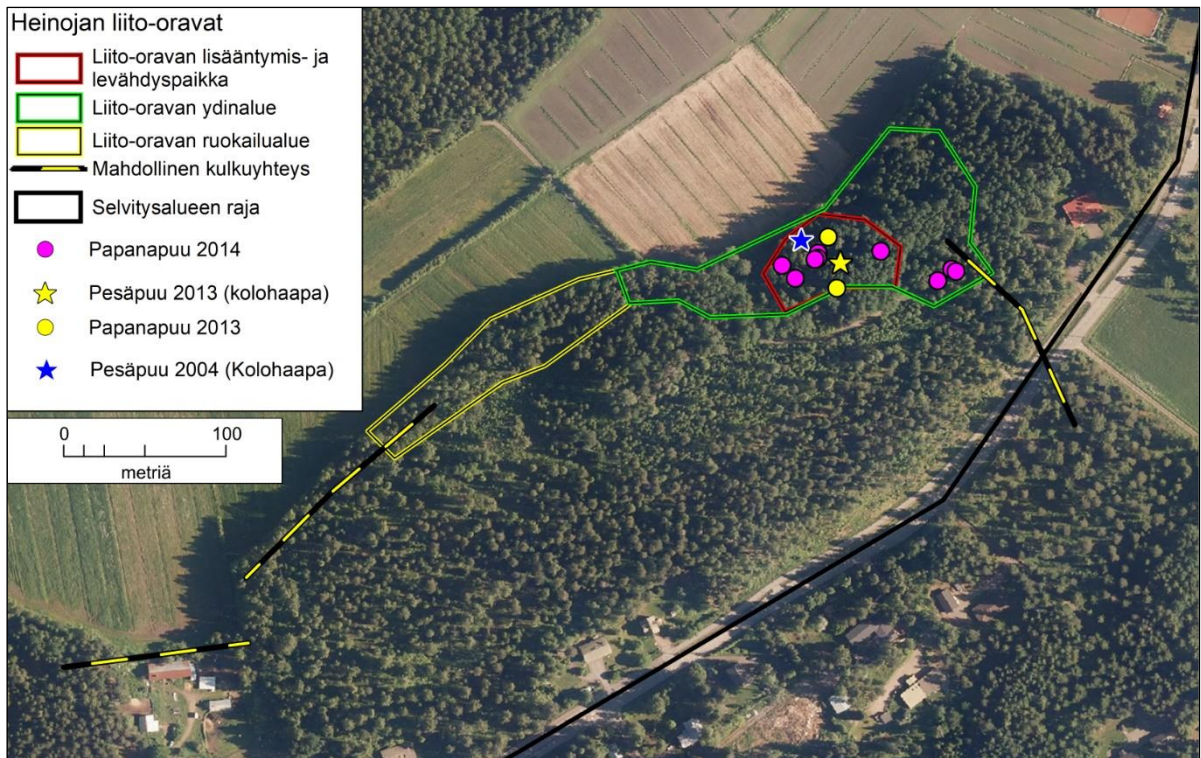 Heinojan liito-oravat
Liito-oravan lisääntymis- ja
levähdyspaikka
Liito-oravan ydinalue
Liito-oravan ruokailualue
Mahdollinen kulkuyhteys
Selvitysalueen raja
Papanapuu 2014
Pesäpuu 2013 (kolohaapa)
Papanapuu 2013
Pesäpuu 2004 (Kolohaapa)
0 100
metriä